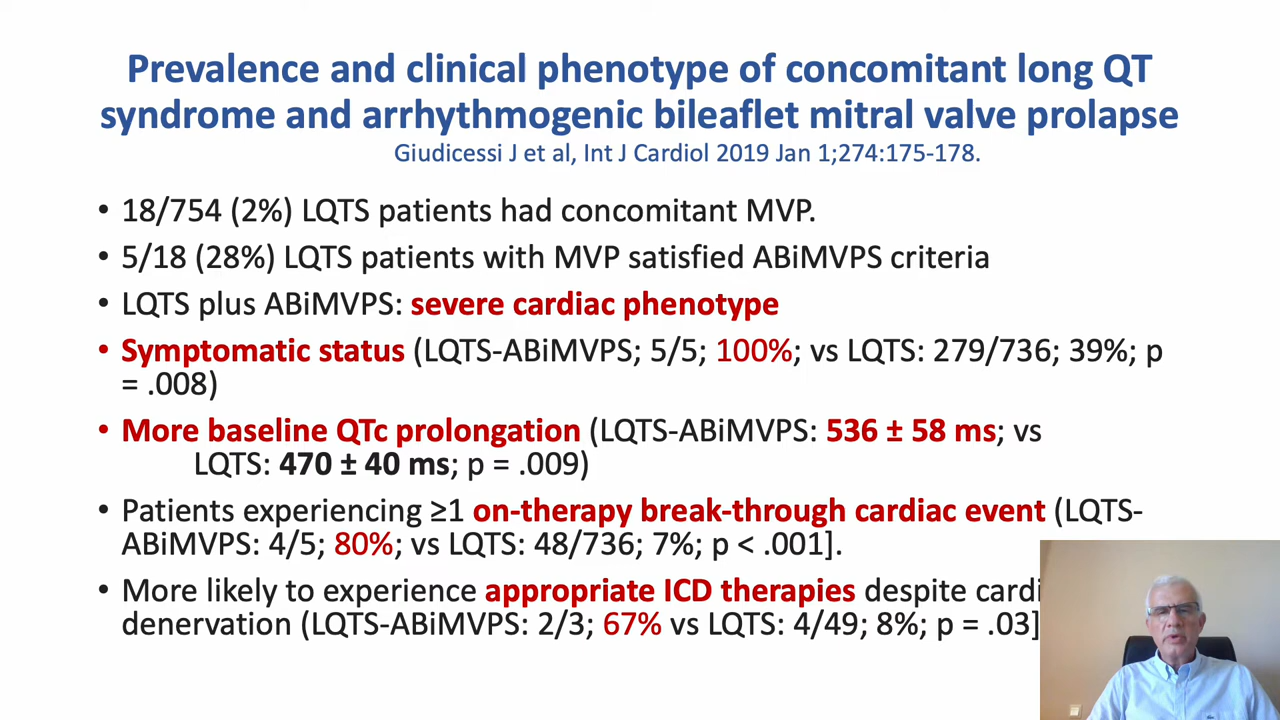 Prevalence and clinical phenotype of concomitant long QT
syndrome and arrhythmogenic bileaflet mitral valve prolapse
Giudicessi J et al, Int J Cardiol 2019 Jan 1;274:175-178.
• 18/754 (2%) LQTS patients had concomitant MVP.
• 5/18 (28%) LQTS patients with MVP satisfied ABiMVPS criteria
• LQTS plus ABiMVPS: severe cardiac phenotype
• Symptomatic status (LQTS-ABiMVPS; 5/5; 100%; vs LQTS: 279/736; 39%; p
= .008)
• More baseline QTc prolongation (LQTS-ABiMVPS: 536 ± 58 ms; vs
LQTS: 470 ± 40 ms; p = .009)
• Patients experiencing ≥1 on-therapy break-through cardiac event (LQTS-
ABiMVPS: 4/5; 80%; vs LQTS: 48/736; 7%; p < .001].
• More likely to experience appropriate ICD therapies despite cardi
denervation (LQTS-ABiMVPS: 2/3; 67% vs LQTS: 4/49; 8%; p = .03]